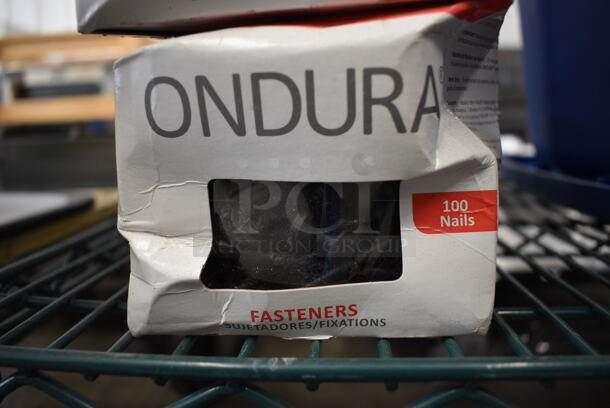 ONDURA®
PCI
AUCTION GROUP
100
Nails
FASTENERS
SUJETADORES/FIXATIONS